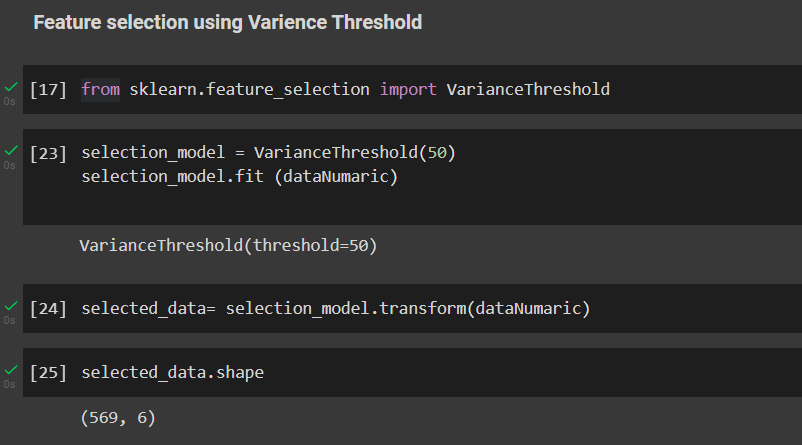 Feature selection using Varience Threshold
[17] from sklearn.feature_selection import VarianceThreshold
0s
[23] selection_model = VarianceThreshold(50)
0s
selection_model.fit (dataNumaric)
VarianceThreshold(threshold=50)
[24] selected_data= selection_model.transform(dataNumaric)
0s
[25] selected_data.shape
0s
(569, 6)